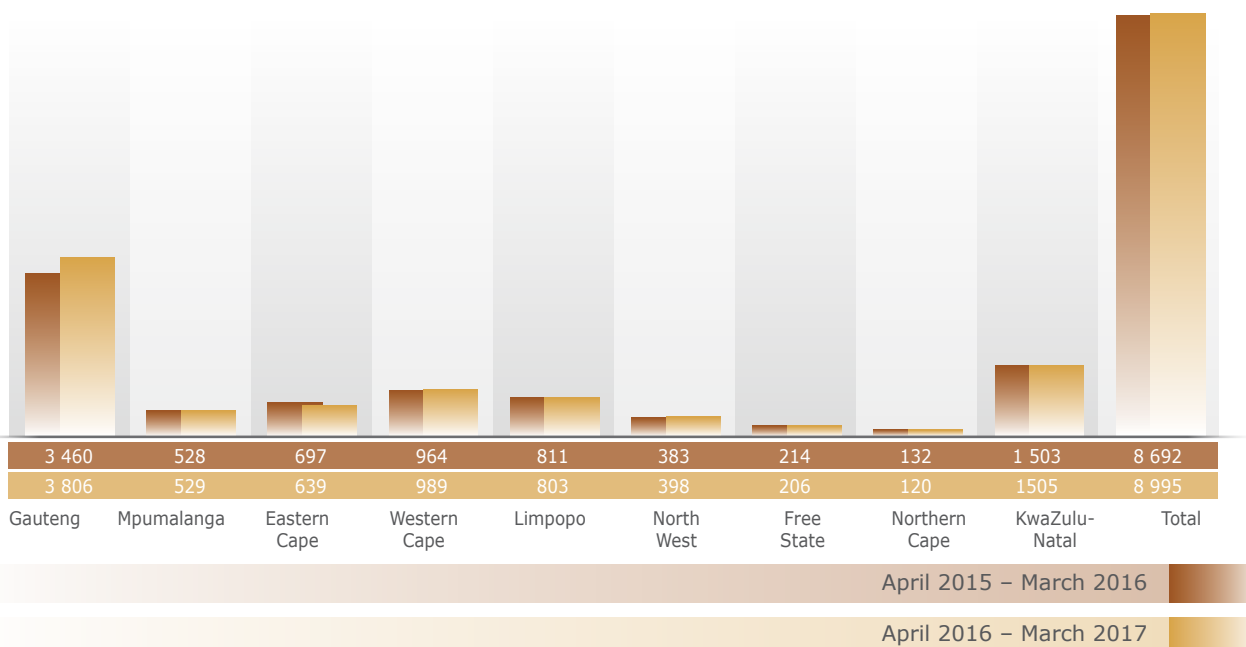 3 460 528 697 964 811 383 214 132 1 503 8 692
3 806 529 639 989 803 398 206 120 1505 8 995
Gauteng Mpumalanga Eastern Western Limpopo North Free Northern KwaZulu- Total
Cape Cape West State Cape Natal
April 2015 – March 2016
April 2016 – March 2017